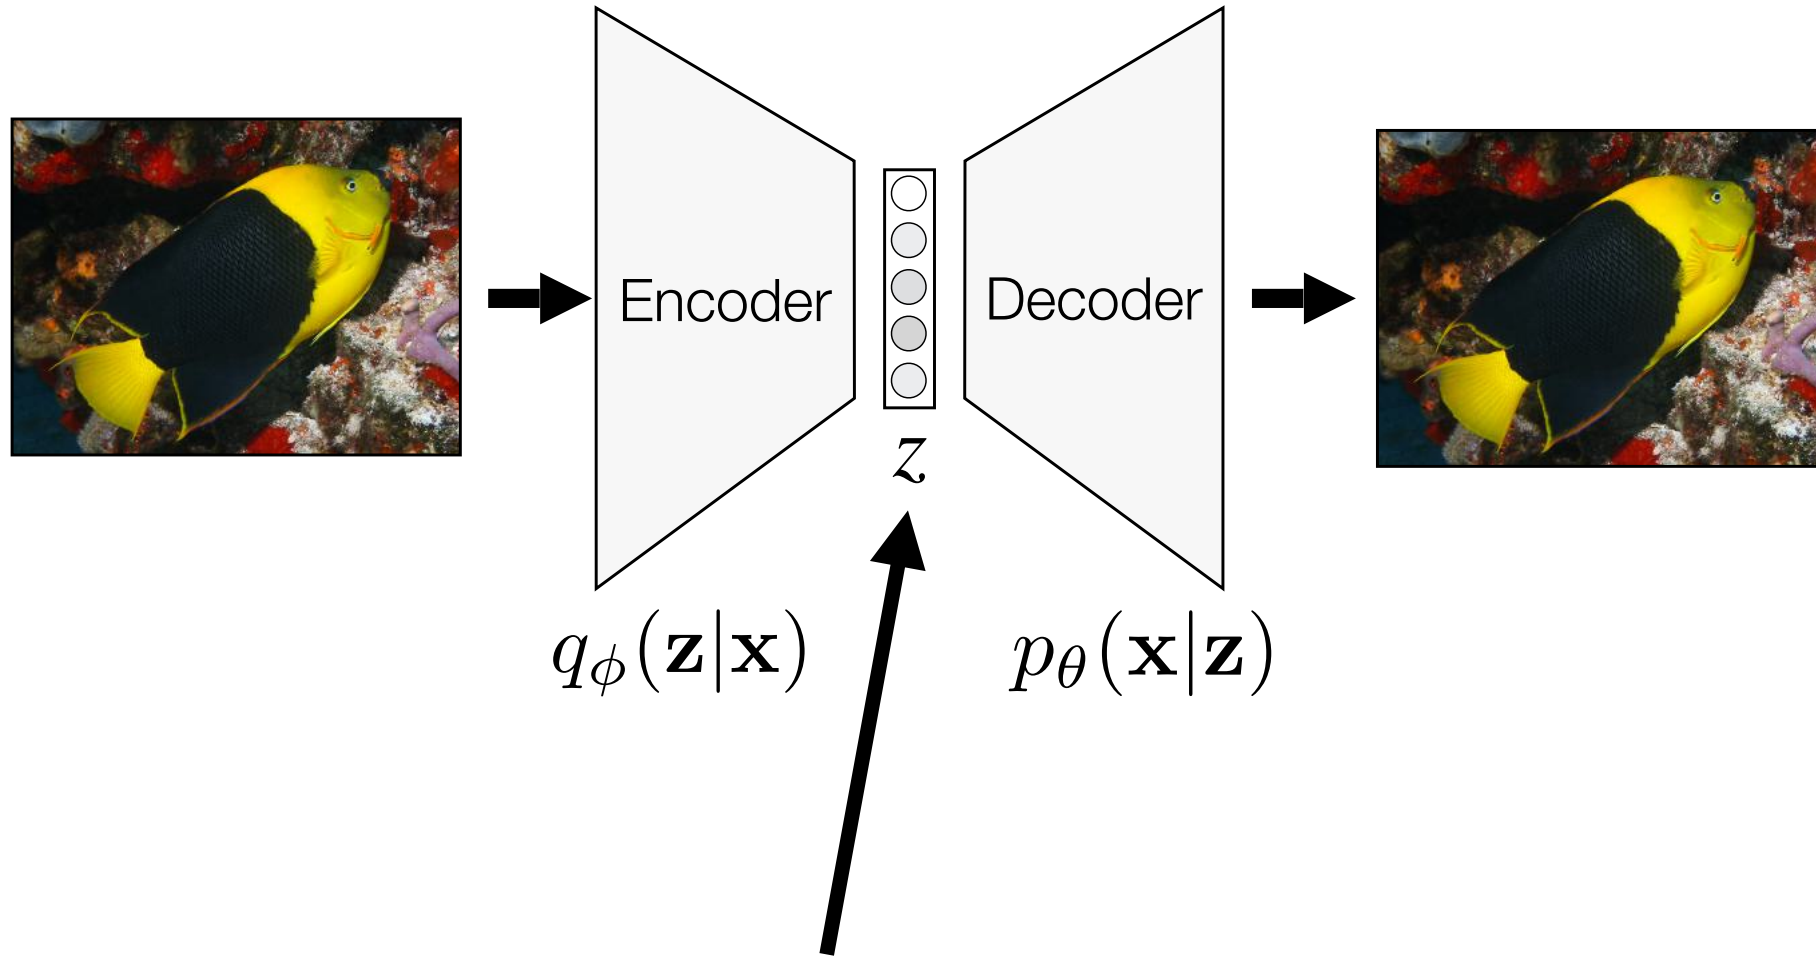 Encoder
Decoder
z
q_ϕ(𝐳|𝐱)
p_θ(𝐱|𝐳)